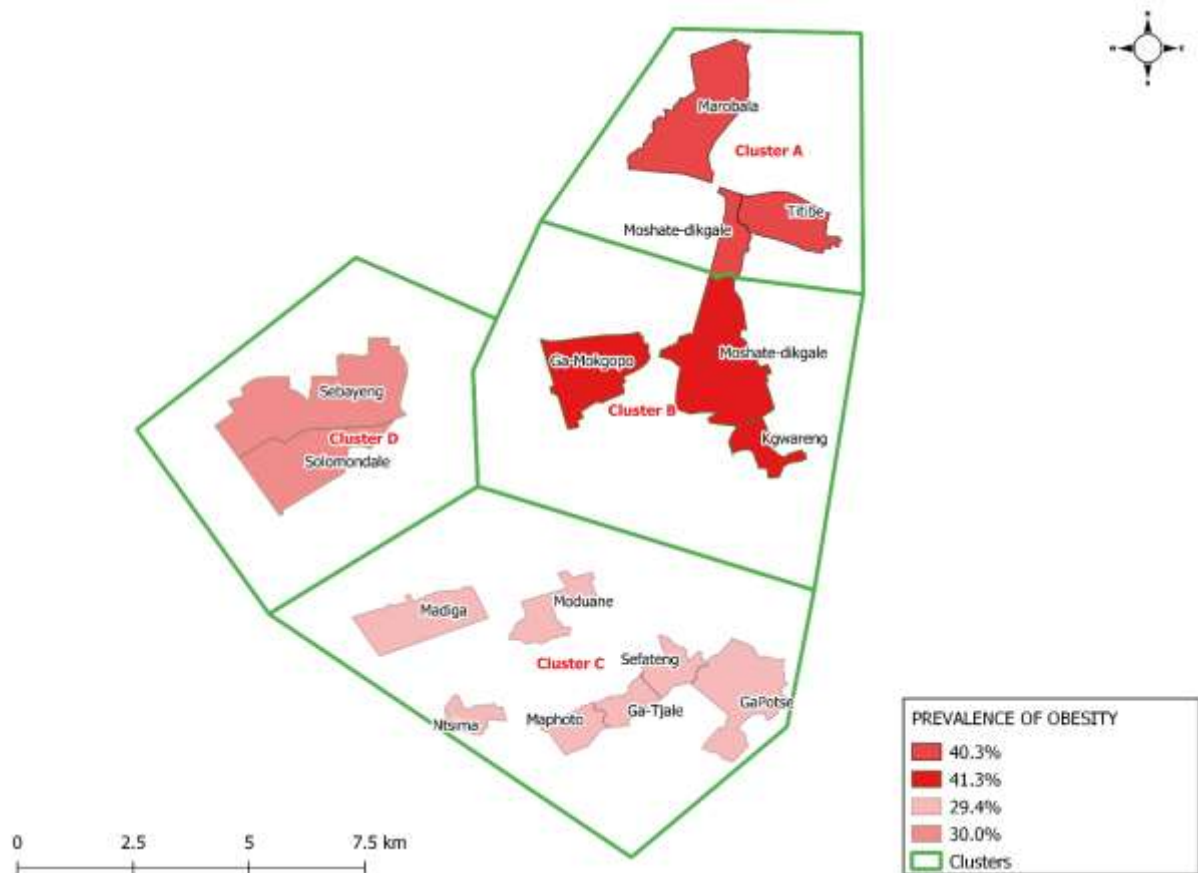 Marobala
Cluster A
Titibe
Moshate-dikgale
Moshate-dikgale
Ga-Mokgopo
Cluster B
Kgwareng
Sebayeng
Cluster D
Solomondale
Madiga
Moduane
Cluster C
Sefateng
GaPotse
Ga-Tjale
Maphoto
Ntsima
PREVALENCE OF OBESITY
40.3%
41.3%
29.4%
30.0%
Clusters
0 2.5 5 7.5 km